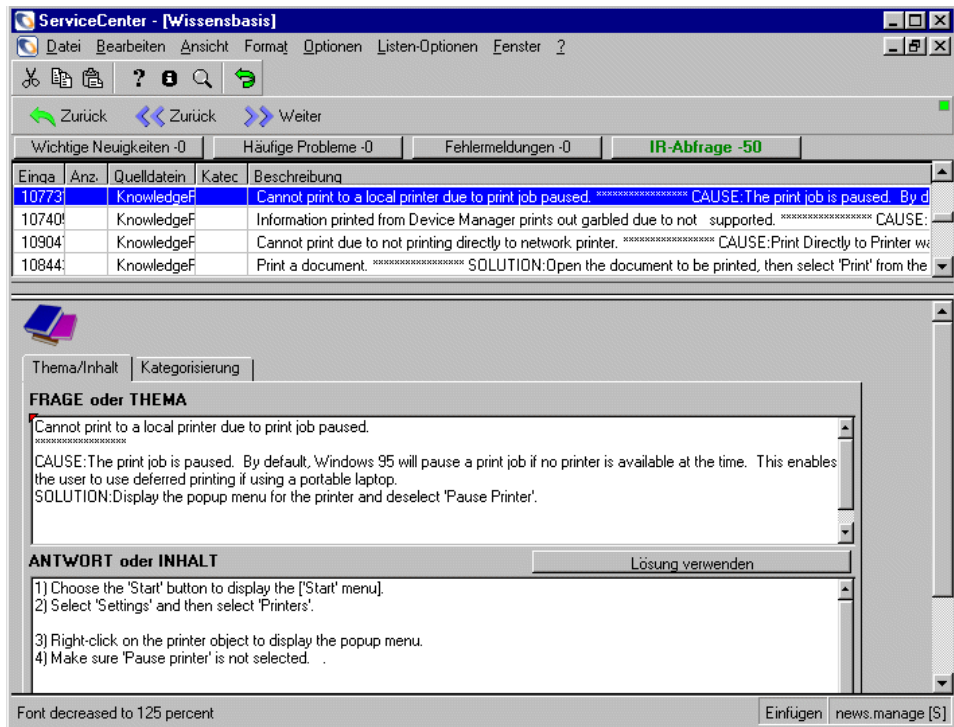 ServiceCenter - [Wissensbasis]
Datei Bearbeiten Ansicht Format Optionen Listen-Optionen Fenster ?
Zurück Zurück Weiter
Wichtige Neuigkeiten -0 Häufige Probleme -0 Fehlermeldungen -0 IR-Abfrage -50
Einga Anz. Quelldatein Katec Beschreibung
10773 KnowledgeF Cannot print to a local printer due to print job paused. ***************** CAUSE:The print job is paused. By d
10740 KnowledgeF Information printed from Device Manager prints out garbled due to not supported. ***************** CAUSE:
10904 KnowledgeF Cannot print due to not printing directly to network printer. ***************** CAUSE:Print Directly to Printer wa
10844 KnowledgeF Print a document. ***************** SOLUTION:Open the document to be printed, then select 'Print' from the
Thema/Inhalt Kategorisierung
FRAGE oder THEMA
Cannot print to a local printer due to print job paused.
*****************
CAUSE:The print job is paused. By default, Windows 95 will pause a print job if no printer is available at the time. This enables
the user to use deferred printing if using a portable laptop.
SOLUTION:Display the popup menu for the printer and deselect 'Pause Printer'.
ANTWORT oder INHALT Lösung verwenden
1) Choose the 'Start' button to display the ['Start' menu].
2) Select 'Settings' and then select 'Printers'.
3) Right-click on the printer object to display the popup menu.
4) Make sure 'Pause printer' is not selected. .
Font decreased to 125 percent Einfügen news.manage [S]